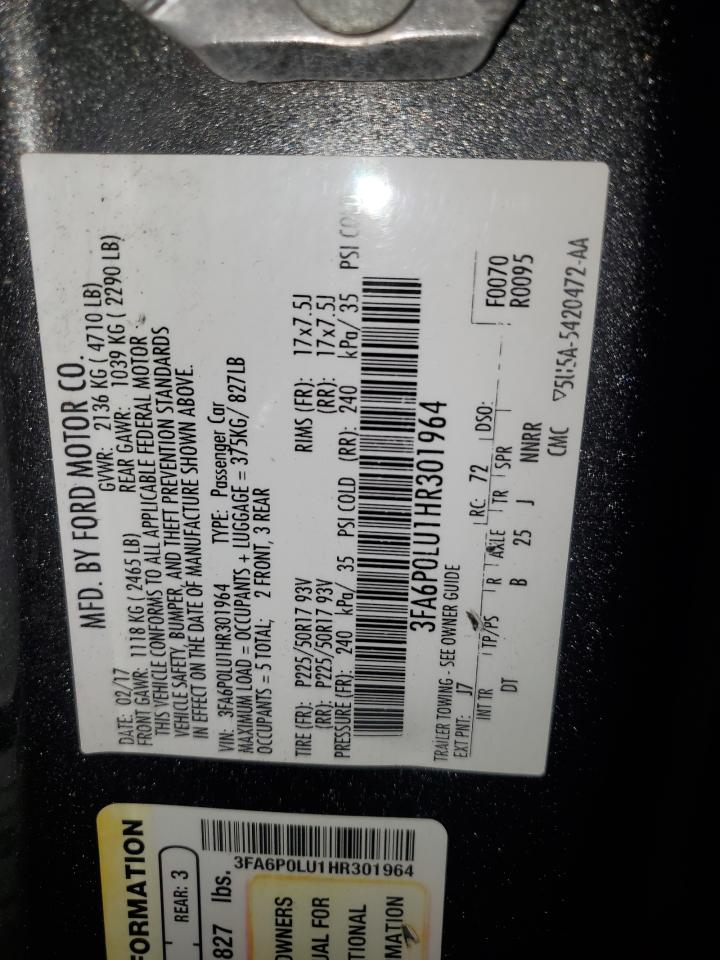 MFD. BY FORD MOTOR CO.
DATE: 02/17 GVWR: 2136 KG ( 4710 LB)
FRONT GAWR: 1118 KG ( 2465 LB) REAR GAWR: 1039 KG ( 2290 LB)
THIS VEHICLE CONFORMS TO ALL APPLICABLE FEDERAL MOTOR
VEHICLE SAFETY, BUMPER, AND THEFT PREVENTION STANDARDS
IN EFFECT ON THE DATE OF MANUFACTURE SHOWN ABOVE.
VIN: 3FA6P0LU1HR301964 TYPE: Passenger Car
MAXIMUM LOAD = OCCUPANTS + LUGGAGE = 375KG/ 827LB
OCCUPANTS = 5 TOTAL; 2 FRONT, 3 REAR
TIRE (FR): P225/50R17 93V RIMS (FR): 17x7.5J
(RR): P225/50R17 93V (RR): 17x7.5J
PRESSURE (FR): 240 kPa/ 35 PSI COLD (RR): 240 kPa/ 35 PSI
3FA6P0LU1HR301964
TRAILER TOWING - SEE OWNER GUIDE
EXT PNT: J7 RC: 72 DSO: F0070
R0095
INT TR TP/PS R AXLE TR SPR
DT B 25 J NNRR
CMC
5420472-AA
FORMATION
REAR: 3
827 lbs.
3FA6P0LU1HR301964
OWNERS
UAL FOR
TIONAL
MATION